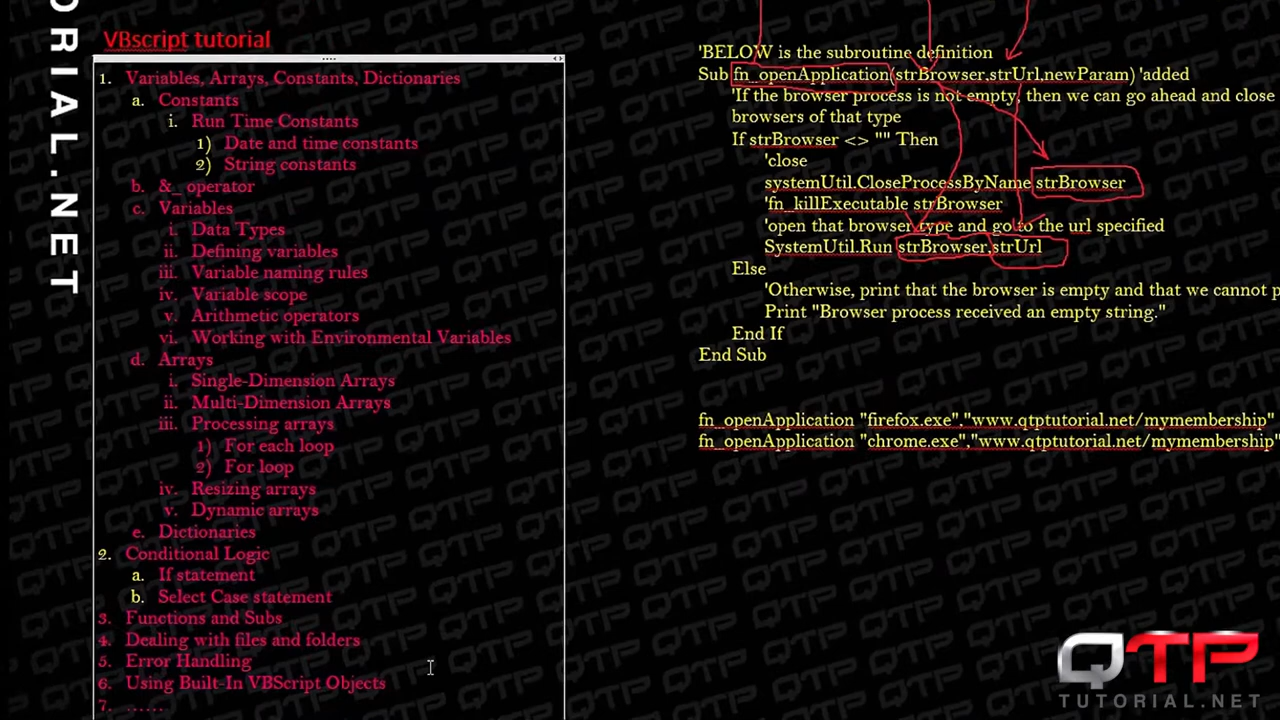 ORIAL.NET
VBscript tutorial
1. Variables, Arrays, Constants, Dictionaries
a. Constants
i. Run Time Constants
1) Date and time constants
2) String constants
b. &_ operator
c. Variables
i. Data Types
ii. Defining variables
iii. Variable naming rules
iv. Variable scope
v. Arithmetic operators
vi. Working with Environmental Variables
d. Arrays
i. Single-Dimension Arrays
ii. Multi-Dimension Arrays
iii. Processing arrays
1) For each loop
2) For loop
iv. Resizing arrays
v. Dynamic arrays
e. Dictionaries
2. Conditional Logic
a. If statement
b. Select Case statement
3. Functions and Subs
4. Dealing with files and folders
5. Error Handling
6. Using Built-In VBScript Objects
7. ......
'BELOW is the subroutine definition
Sub fn_openApplication(strBrowser,strUrl,newParam) 'added
'If the browser process is not empty, then we can go ahead and close
browsers of that type
If strBrowser <> "" Then
'close
systemUtil.CloseProcessByName strBrowser
'fn_killExecutable strBrowser
'open that browser type and go to the url specified
SystemUtil.Run strBrowser,strUrl
Else
'Otherwise, print that the browser is empty and that we cannot p
Print "Browser process received an empty string."
End If
End Sub
fn_openApplication "firefox.exe","www.qtptutorial.net/mymembership"
fn_openApplication "chrome.exe","www.qtptutorial.net/mymembership"
QTP
TUTORIAL.NET